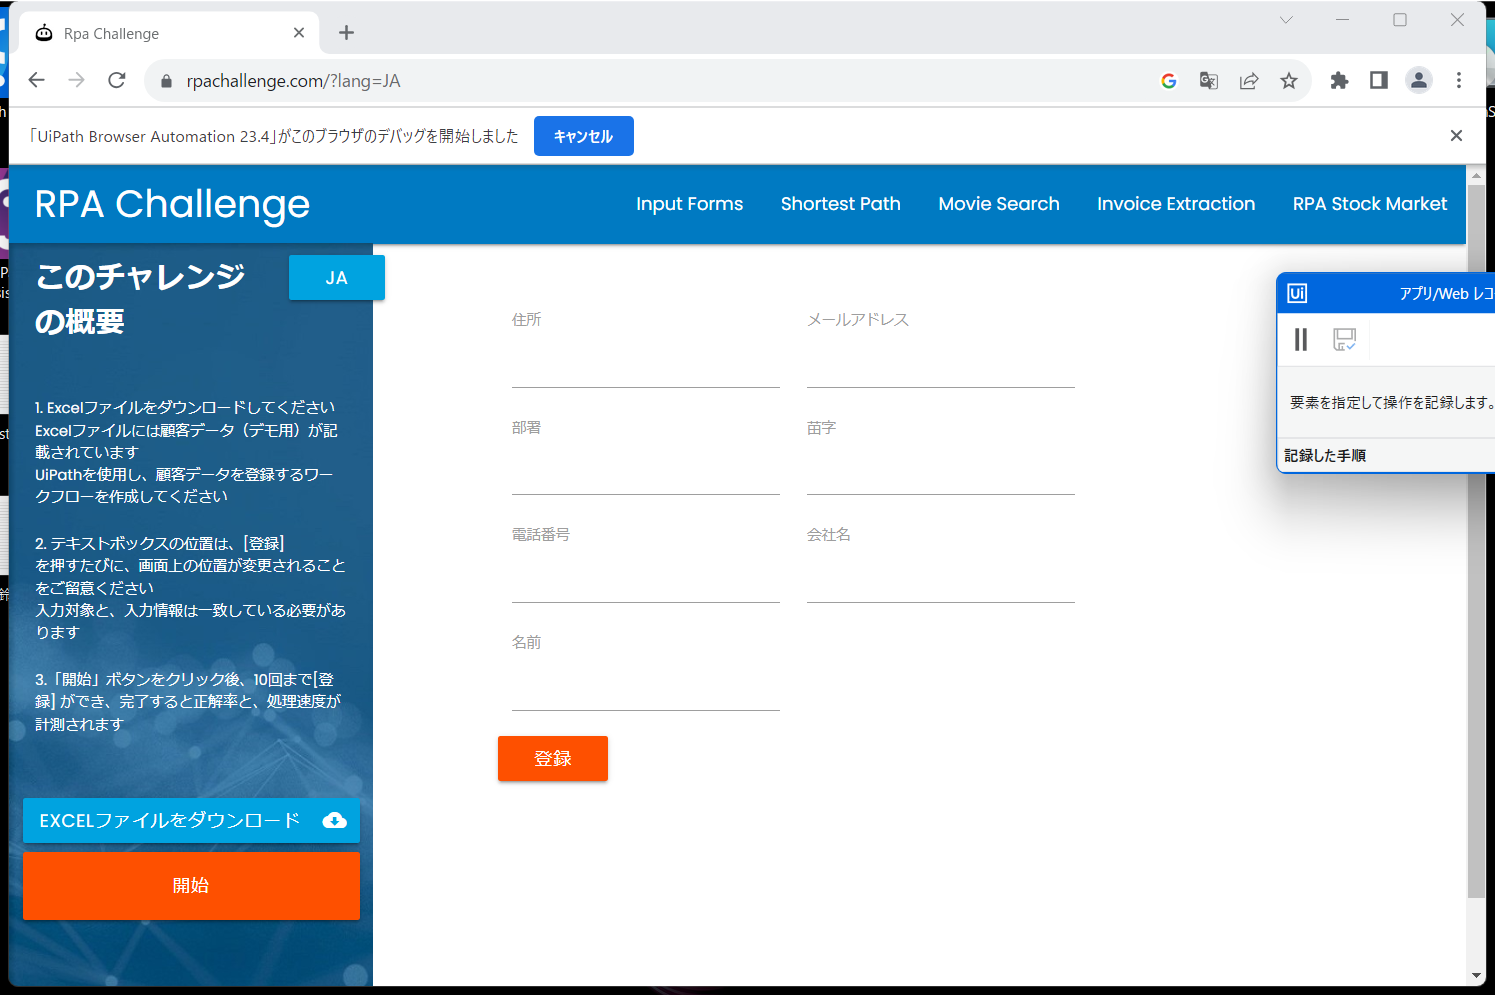 Rpa Challenge
rpachallenge.com/?lang=JA
「UiPath Browser Automation 23.4」がこのブラウザのデバッグを開始しました
キャンセル
RPA Challenge
Input Forms
Shortest Path
Movie Search
Invoice Extraction
RPA Stock Market
このチャレンジ
の概要
JA
1. Excelファイルをダウンロードしてください
Excelファイルには顧客データ（デモ用）が記
載されています
UiPathを使用し、顧客データを登録するワー
クフローを作成してください
2. テキストボックスの位置は、[登録]
を押すたびに、画面上の位置が変更されること
をご留意ください
入力対象と、入力情報は一致している必要があ
ります
3.「開始」ボタンをクリック後、10回まで[登
録] ができ、完了すると正解率と、処理速度が
計測されます
EXCELファイルをダウンロード
開始
住所
メールアドレス
部署
苗字
電話番号
会社名
名前
登録
Ui
アプリ/Web レコ
要素を指定して操作を記録します。
記録した手順